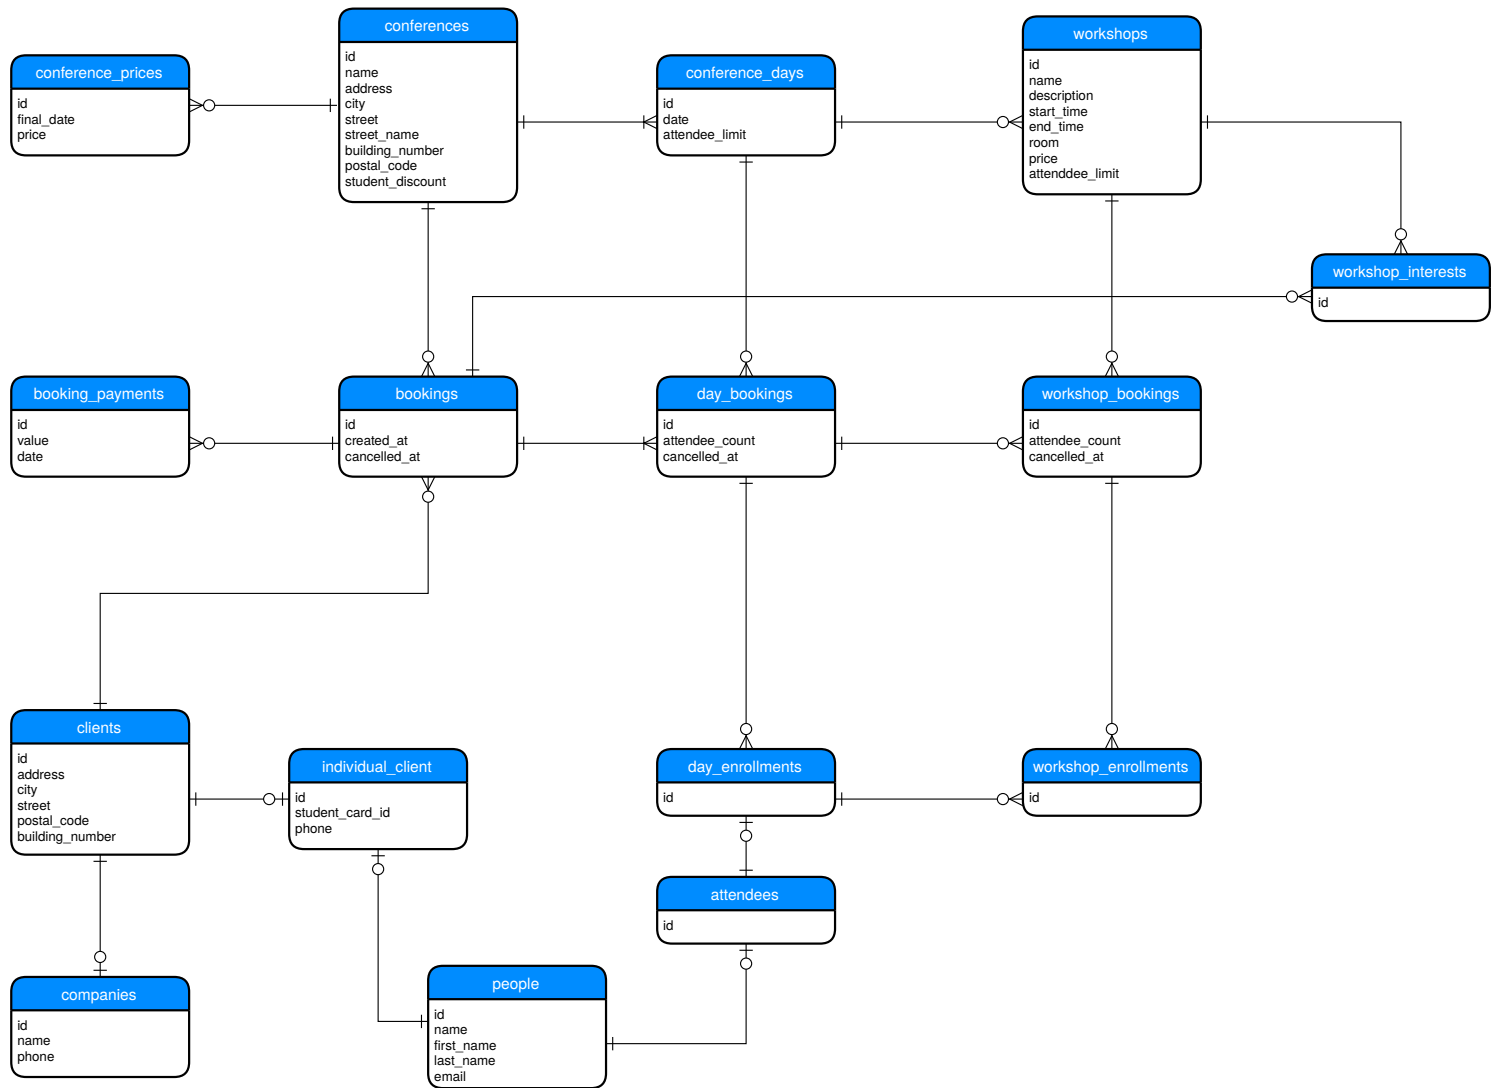 conferences
id
name
address
city
street
street_name
building_number
postal_code
student_discount
workshops
id
name
description
start_time
end_time
room
price
attenddee_limit
conference_prices
id
final_date
price
conference_days
id
date
attendee_limit
workshop_interests
id
booking_payments
id
value
date
bookings
id
created_at
cancelled_at
day_bookings
id
attendee_count
cancelled_at
workshop_bookings
id
attendee_count
cancelled_at
clients
id
address
city
street
postal_code
building_number
individual_client
id
student_card_id
phone
day_enrollments
id
workshop_enrollments
id
attendees
id
companies
id
name
phone
people
id
name
first_name
last_name
email